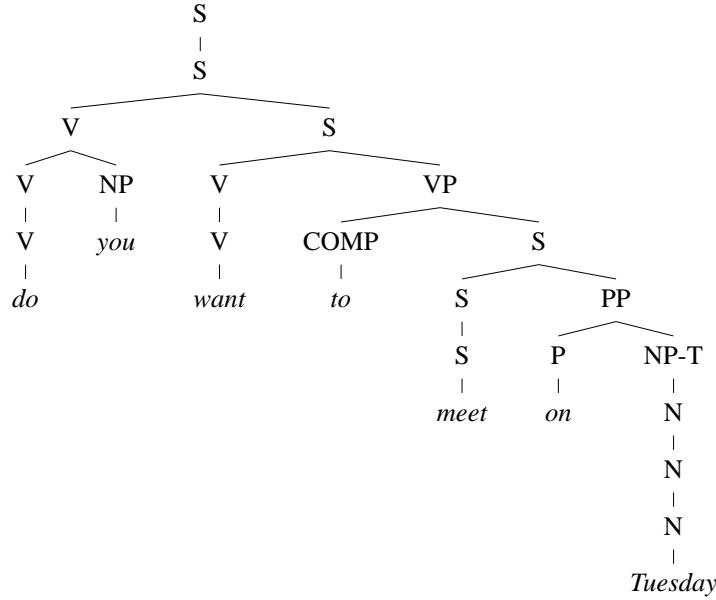 S
S
V S
V NP V VP
V you V COMP S
do want to S PP
S P NP-T
meet on N
N
N
Tuesday